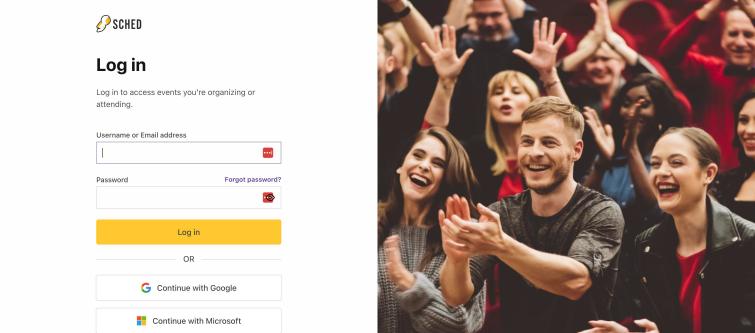 SCHED
Log in
Log in to access events you're organizing or
attending.
Username or Email address
Password
Forgot password?
Log in
OR
Continue with Google
Continue with Microsoft